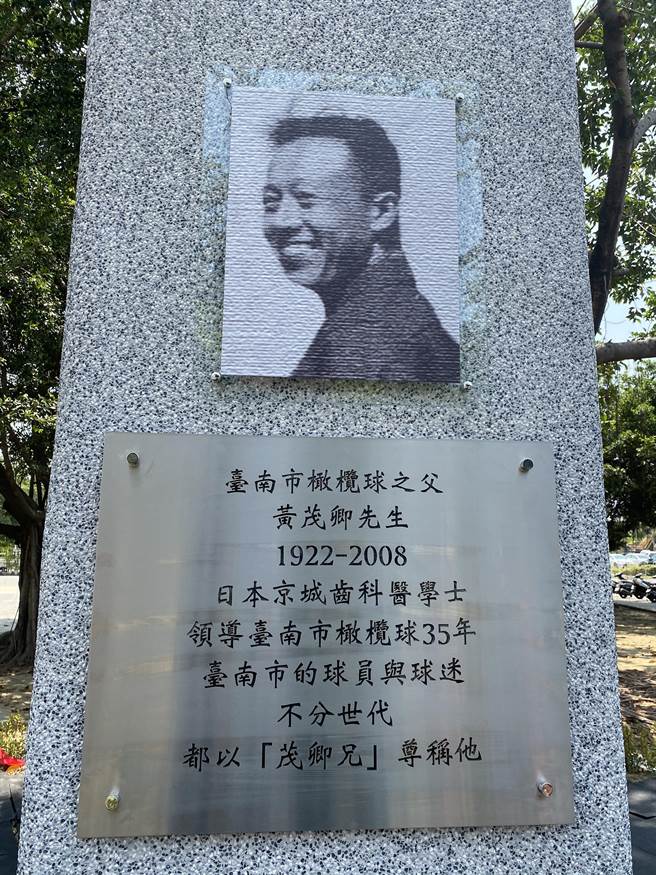 臺南市橄欖球之父
黃茂卿先生
1922-2008
日本京城齒科醫學士
領導臺南市橄欖球35年
臺南市的球員與球迷
不分世代
都以「茂卿兄」尊稱他